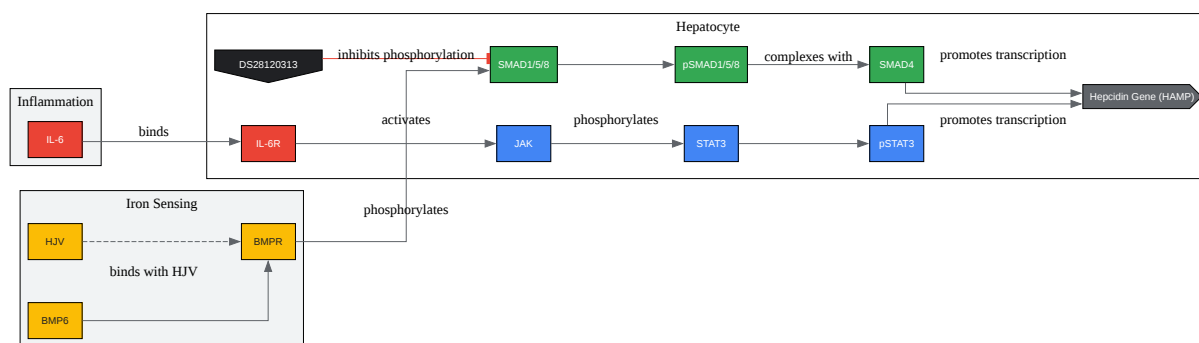 Hepatocyte
DS28120313
inhibits phosphorylation
SMAD1/5/8
pSMAD1/5/8
complexes with
SMAD4
promotes transcription
Hepcidin Gene (HAMP)
Inflammation
IL-6
binds
IL-6R
activates
JAK
phosphorylates
STAT3
pSTAT3
promotes transcription
Iron Sensing
phosphorylates
HJV
BMPR
binds with HJV
BMP6